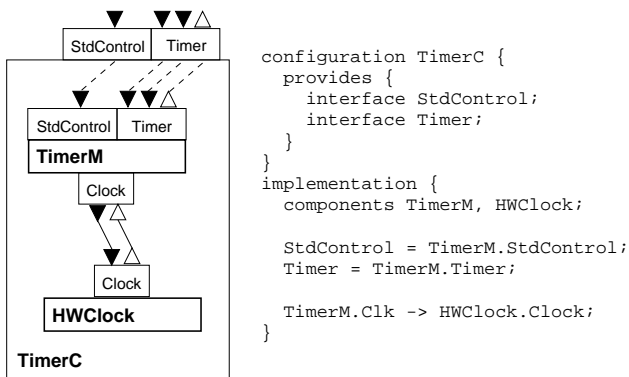 StdControl Timer
StdControl Timer
TimerM
Clock
Clock
HWClock
TimerC
configuration TimerC {
  provides {
    interface StdControl;
    interface Timer;
  }
}
implementation {
  components TimerM, HWClock;
  StdControl = TimerM.StdControl;
  Timer = TimerM.Timer;
  TimerM.Clk -> HWClock.Clock;
}